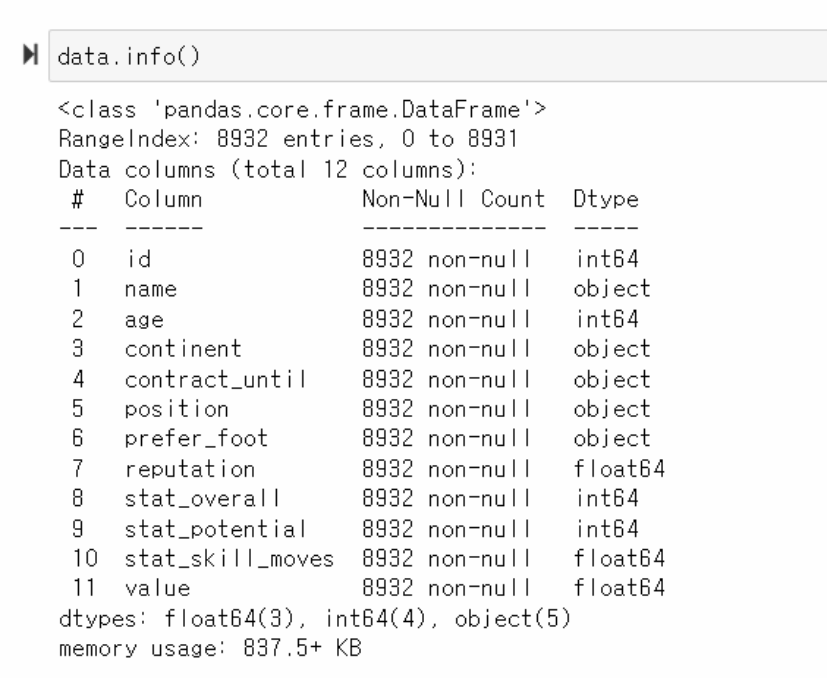 data.info()
<class 'pandas.core.frame.DataFrame'>
RangeIndex: 8932 entries, 0 to 8931
Data columns (total 12 columns):
 #   Column            Non-Null Count  Dtype
---  ------            --------------  -----
 0   id                8932 non-null   int64
 1   name              8932 non-null   object
 2   age               8932 non-null   int64
 3   continent         8932 non-null   object
 4   contract_until    8932 non-null   object
 5   position          8932 non-null   object
 6   prefer_foot       8932 non-null   object
 7   reputation        8932 non-null   float64
 8   stat_overall      8932 non-null   int64
 9   stat_potential    8932 non-null   int64
 10  stat_skill_moves  8932 non-null   float64
 11  value             8932 non-null   float64
dtypes: float64(3), int64(4), object(5)
memory usage: 837.5+ KB